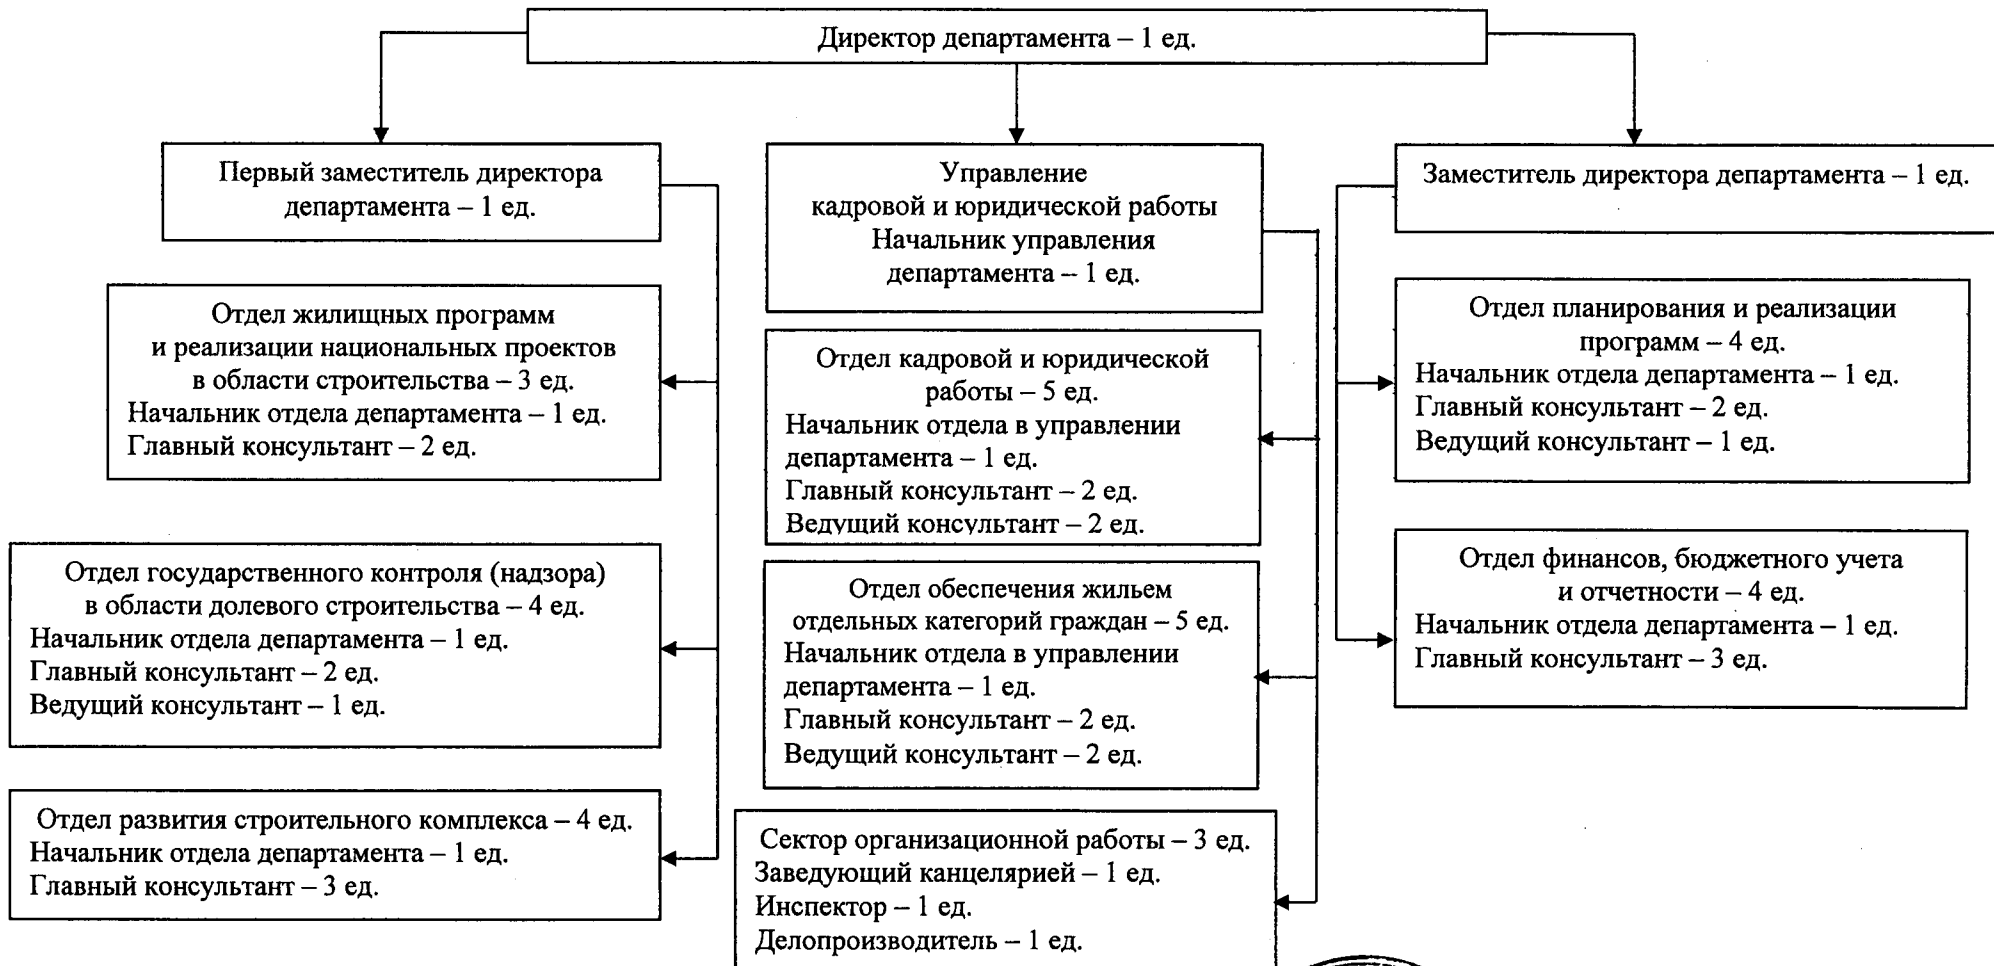 Директор департамента – 1 ед.
Первый заместитель директора
департамента – 1 ед.
Отдел жилищных программ
и реализации национальных проектов
в области строительства – 3 ед.
Начальник отдела департамента – 1 ед.
Главный консультант – 2 ед.
Отдел государственного контроля (надзора)
в области долевого строительства – 4 ед.
Начальник отдела департамента – 1 ед.
Главный консультант – 2 ед.
Ведущий консультант – 1 ед.
Отдел развития строительного комплекса – 4 ед.
Начальник отдела департамента – 1 ед.
Главный консультант – 3 ед.
Управление
кадровой и юридической работы
Начальник управления
департамента – 1 ед.
Отдел кадровой и юридической
работы – 5 ед.
Начальник отдела в управлении
департамента – 1 ед.
Главный консультант – 2 ед.
Ведущий консультант – 2 ед.
Отдел обеспечения жильем
отдельных категорий граждан – 5 ед.
Начальник отдела в управлении
департамента – 1 ед.
Главный консультант – 2 ед.
Ведущий консультант – 2 ед.
Сектор организационной работы – 3 ед.
Заведующий канцелярией – 1 ед.
Инспектор – 1 ед.
Делопроизводитель – 1 ед.
Заместитель директора департамента – 1 ед.
Отдел планирования и реализации
программ – 4 ед.
Начальник отдела департамента – 1 ед.
Главный консультант – 2 ед.
Ведущий консультант – 1 ед.
Отдел финансов, бюджетного учета
и отчетности – 4 ед.
Начальник отдела департамента – 1 ед.
Главный консультант – 3 ед.